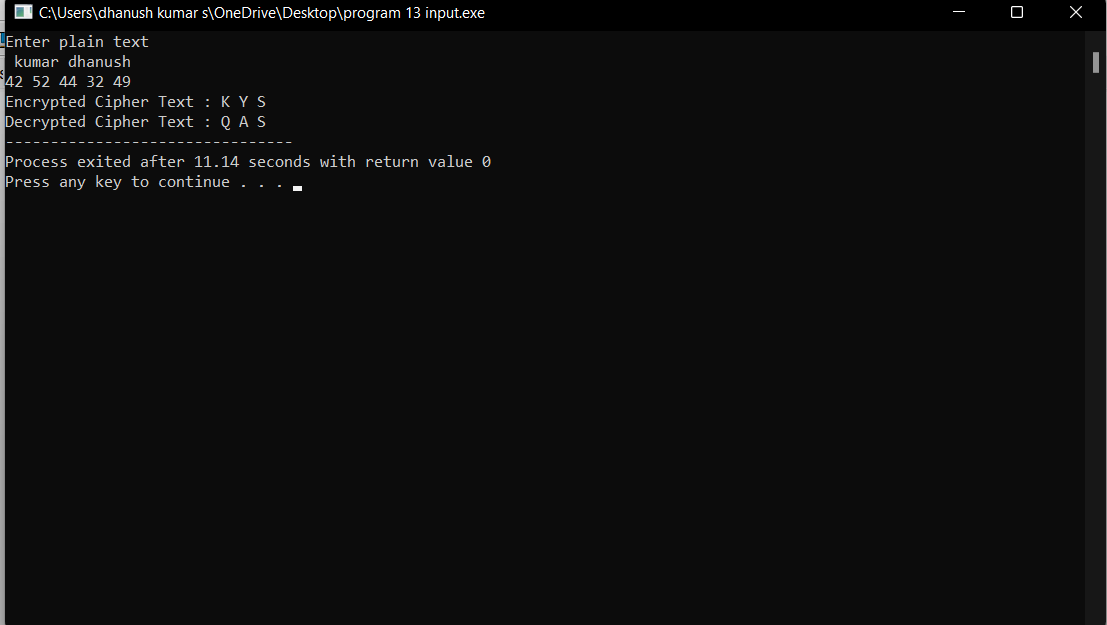 C:\Users\dhanush kumar s\OneDrive\Desktop\program 13 input.exe
Enter plain text
 kumar dhanush
42 52 44 32 49
Encrypted Cipher Text : K Y S
Decrypted Cipher Text : Q A S
--------------------------------
Process exited after 11.14 seconds with return value 0
Press any key to continue . . .